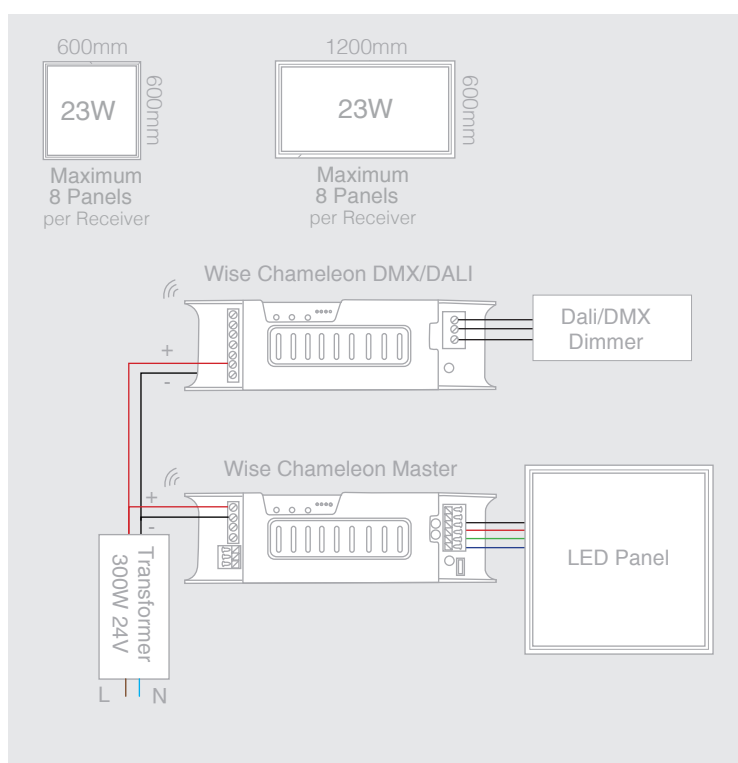 600mm
600mm
23W
Maximum
8 Panels
per Receiver
1200mm
600mm
23W
Maximum
8 Panels
per Receiver
Wise Chameleon DMX/DALI
+
-
Dali/DMX
Dimmer
Wise Chameleon Master
+
-
Transformer
300W 24V
LED Panel
L
N